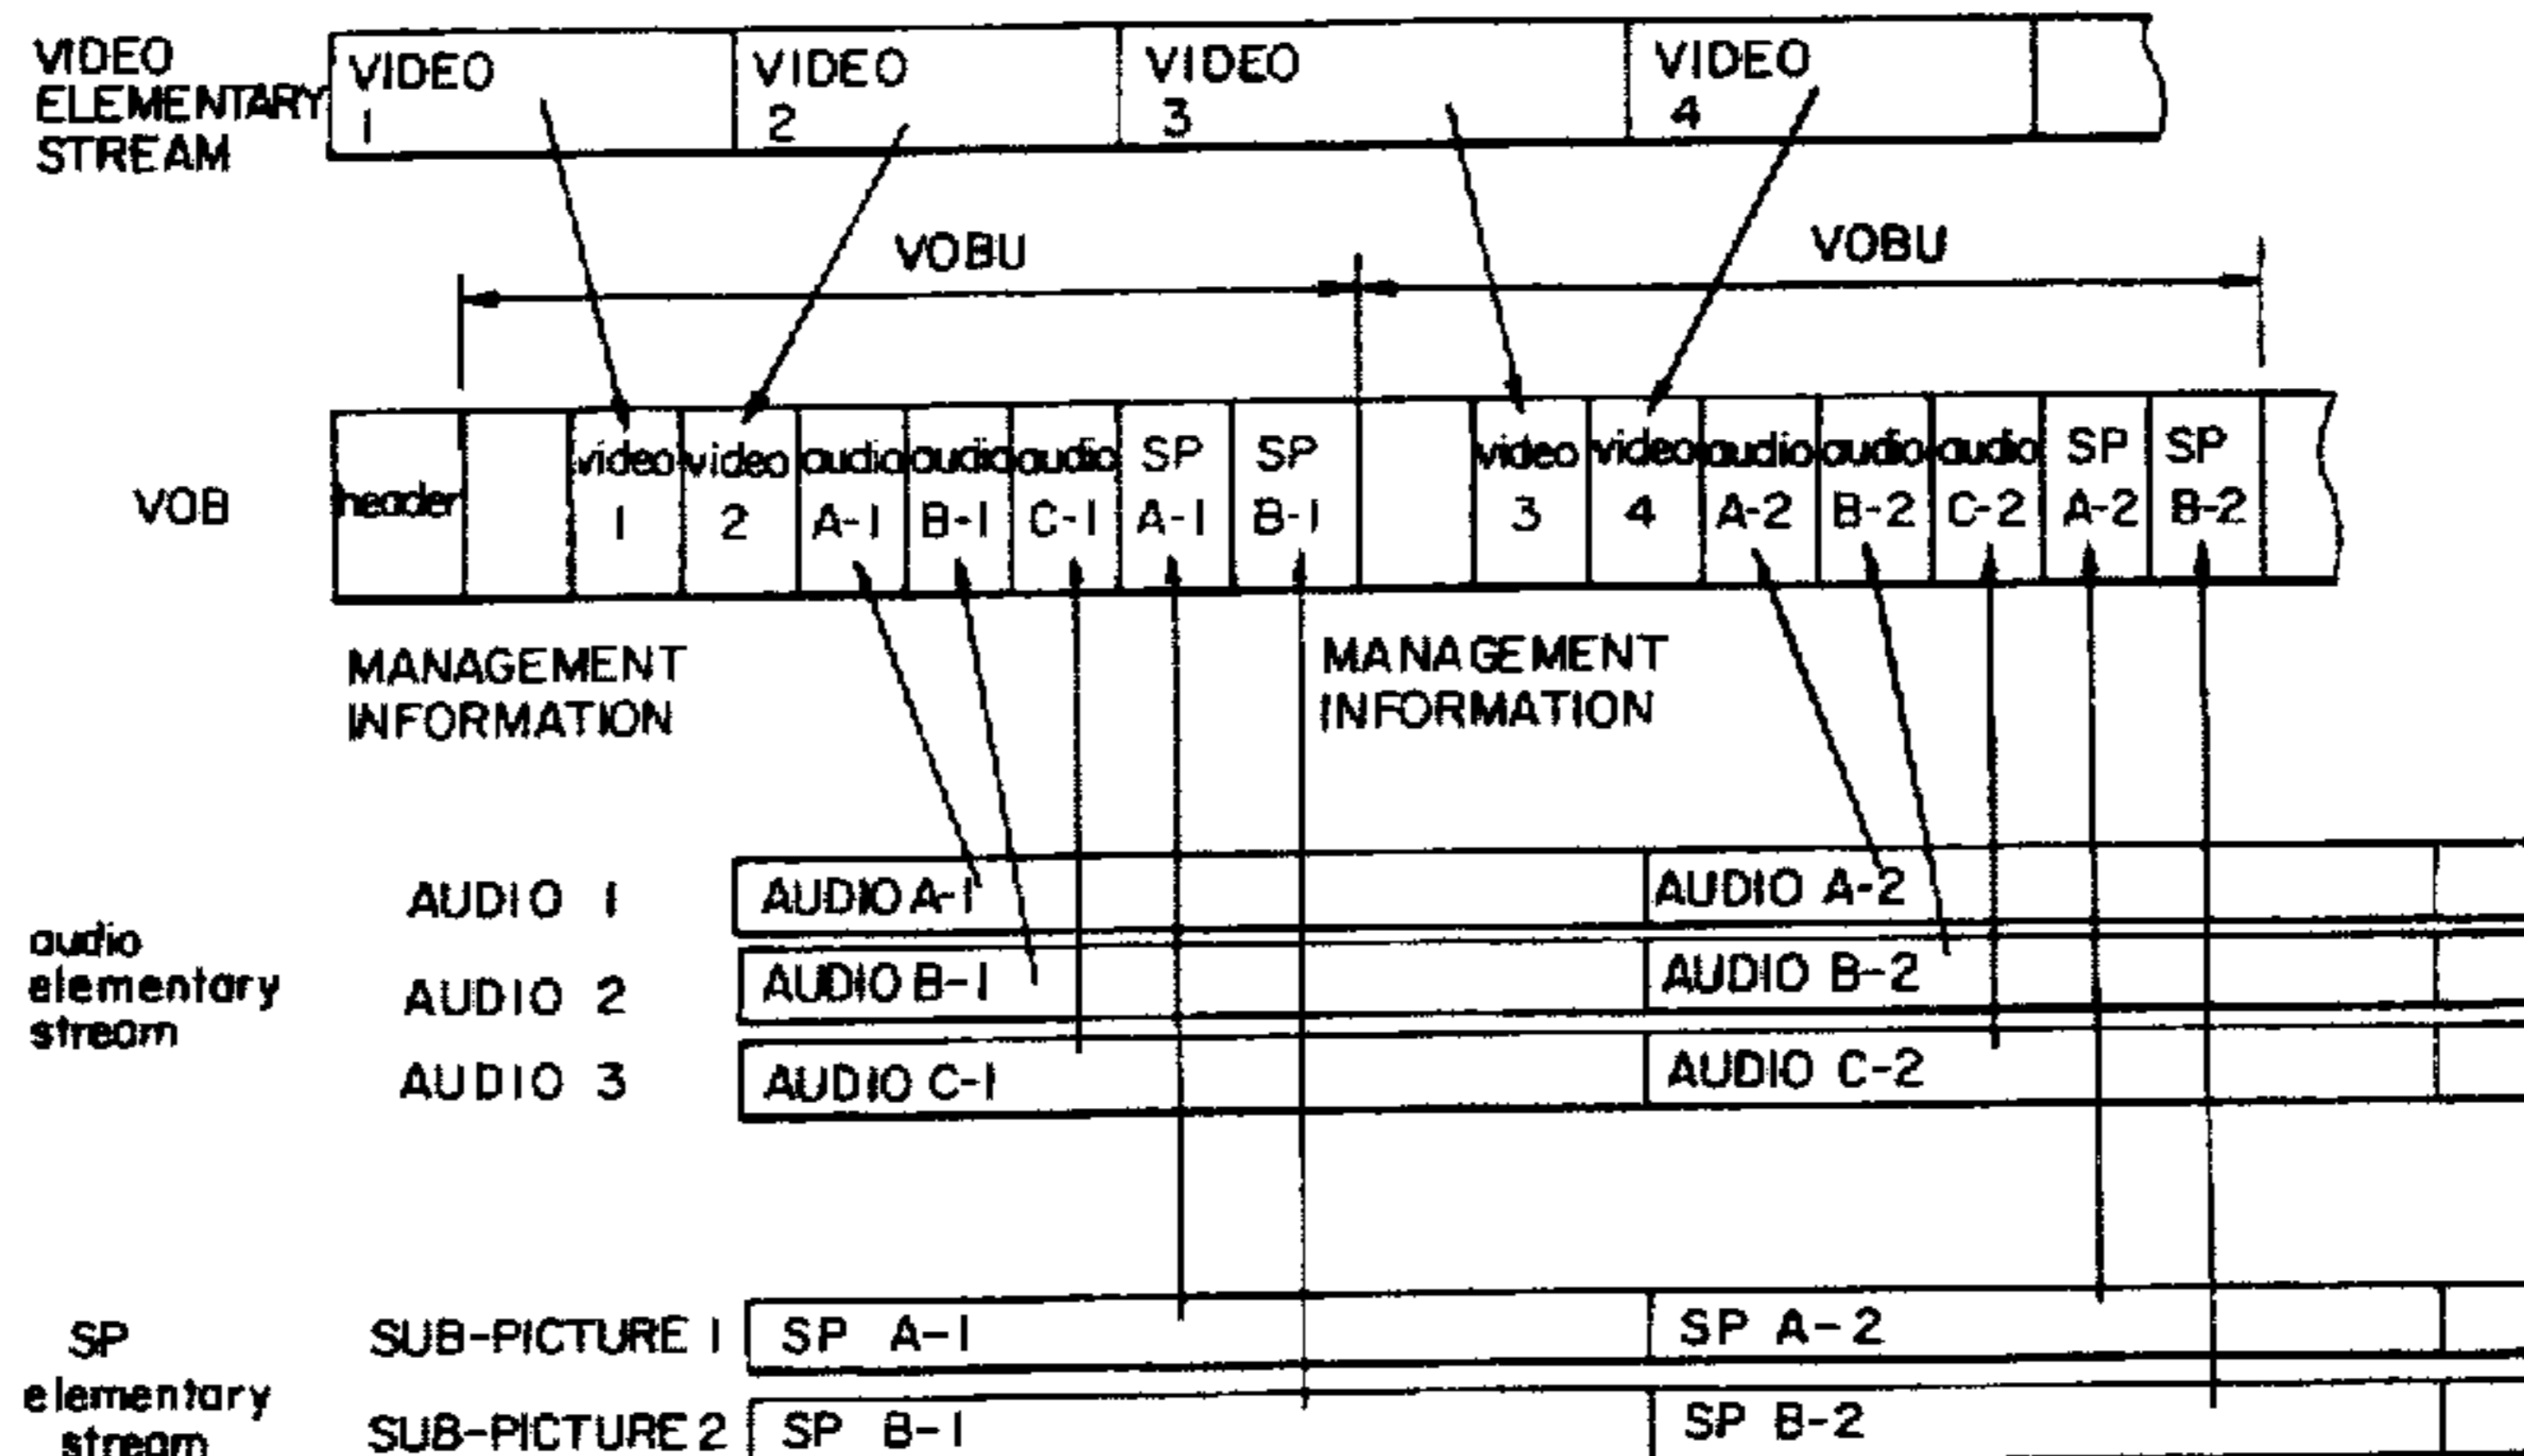 VIDEO
ELEMENTARY
STREAM
VIDEO
1
VIDEO
2
VIDEO
3
VIDEO
4
VOBU
VOBU
VOB
header
video
1
video
2
audio
A-1
audio
B-1
audio
C-1
SP
A-1
SP
B-1
video
3
video
4
audio
A-2
audio
B-2
audio
C-2
SP
A-2
SP
B-2
MANAGEMENT
INFORMATION
MANAGEMENT
INFORMATION
audio
elementary
stream
AUDIO 1
AUDIO A-1
AUDIO A-2
AUDIO 2
AUDIO B-1
AUDIO B-2
AUDIO 3
AUDIO C-1
AUDIO C-2
SP
elementary
stream
SUB-PICTURE 1
SP A-1
SP A-2
SUB-PICTURE 2
SP B-1
SP B-2